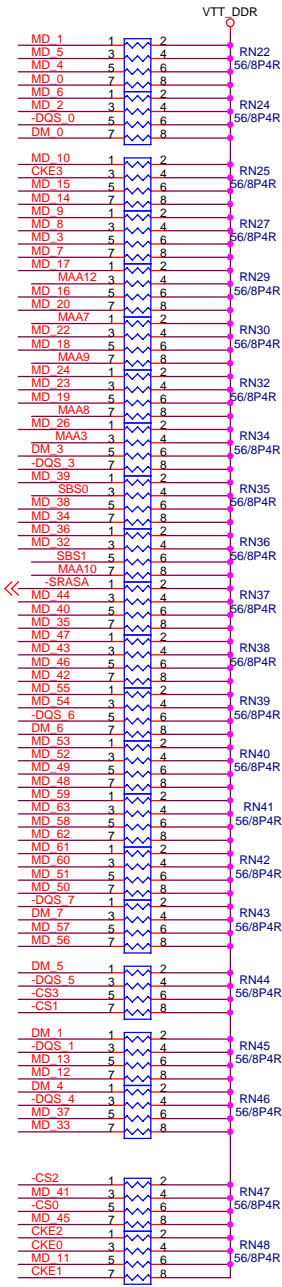 VTT_DDR
MD_1 1 2
MD_5 3 4 RN22
MD_4 5 6 56/8P4R
MD_0 7 8
MD_6 1 2
MD_2 3 4 RN24
-DQS_0 5 6 56/8P4R
DM_0 7 8
MD_10 1 2
CKE3 3 4 RN25
MD_15 5 6 56/8P4R
MD_14 7 8
MD_9 1 2
MD_8 3 4 RN27
MD_3 5 6 56/8P4R
MD_7 7 8
MD_17 1 2
MAA12 3 4 RN29
MD_16 5 6 56/8P4R
MD_20 7 8
MAA7 1 2
MD_22 3 4 RN30
MD_18 5 6 56/8P4R
MAA9 7 8
MD_24 1 2
MD_23 3 4 RN32
MD_19 5 6 56/8P4R
MAA8 7 8
MD_26 1 2
MAA3 3 4 RN34
DM_3 5 6 56/8P4R
-DQS_3 7 8
MD_39 1 2
SBS0 3 4 RN35
MD_38 5 6 56/8P4R
MD_34 7 8
MD_36 1 2
MD_32 3 4 RN36
SBS1 5 6 56/8P4R
MAA10 7 8
-SRASA 1 2
MD_44 3 4 RN37
MD_40 5 6 56/8P4R
MD_35 7 8
MD_47 1 2
MD_43 3 4 RN38
MD_46 5 6 56/8P4R
MD_42 7 8
MD_55 1 2
MD_54 3 4 RN39
-DQS_6 5 6 56/8P4R
DM_6 7 8
MD_53 1 2
MD_52 3 4 RN40
MD_49 5 6 56/8P4R
MD_48 7 8
MD_59 1 2
MD_63 3 4 RN41
MD_58 5 6 56/8P4R
MD_62 7 8
MD_61 1 2
MD_60 3 4 RN42
MD_51 5 6 56/8P4R
MD_50 7 8
-DQS_7 1 2
DM_7 3 4 RN43
MD_57 5 6 56/8P4R
MD_56 7 8
DM_5 1 2
-DQS_5 3 4 RN44
-CS3 5 6 56/8P4R
-CS1 7 8
DM_1 1 2
-DQS_1 3 4 RN45
MD_13 5 6 56/8P4R
MD_12 7 8
DM_4 1 2
-DQS_4 3 4 RN46
MD_37 5 6 56/8P4R
MD_33 7 8
-CS2 1 2
MD_41 3 4 RN47
-CS0 5 6 56/8P4R
MD_45 7 8
CKE2 1 2
CKE0 3 4 RN48
MD_11 5 6 56/8P4R
CKE1 7 8